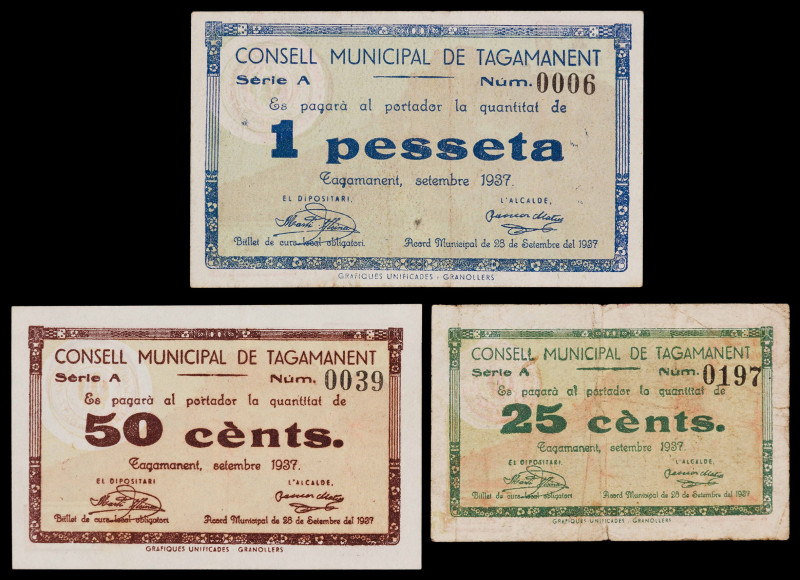 CONSELL MUNICIPAL DE TAGAMANENT
Sèrie A Núm. 0006
Es pagarà al portador la quantitat de
1 pesseta
Tagamanent, setembre 1937.
EL DIPOSITARI, L'ALCALDE,
Bitllet de curs local obligatori. Acord Municipal de 28 de Setembre del 1937
GRAFIQUES UNIFICADES - GRANOLLERS
CONSELL MUNICIPAL DE TAGAMANENT
Sèrie A Núm. 0039
Es pagarà al portador la quantitat de
50 cènts.
Tagamanent, setembre 1937.
EL DIPOSITARI L'ALCALDE,
Bitllet de curs local obligatori. Acord Municipal de 28 de Setembre del 1937
GRAFIQUES UNIFICADES GRANOLLERS
CONSELL MUNICIPAL DE TAGAMANENT
Sèrie A Núm. 0197
Es pagarà al portador la quantitat de
25 cènts.
Tagamanent, setembre 1937.
EL DIPOSITARI L'ALCALDE,
Bitllet de curs local obligatori. Acord Municipal de 28 de Setembre del 1937
GRAFIQUES UNIFICADES - GRANOLLERS